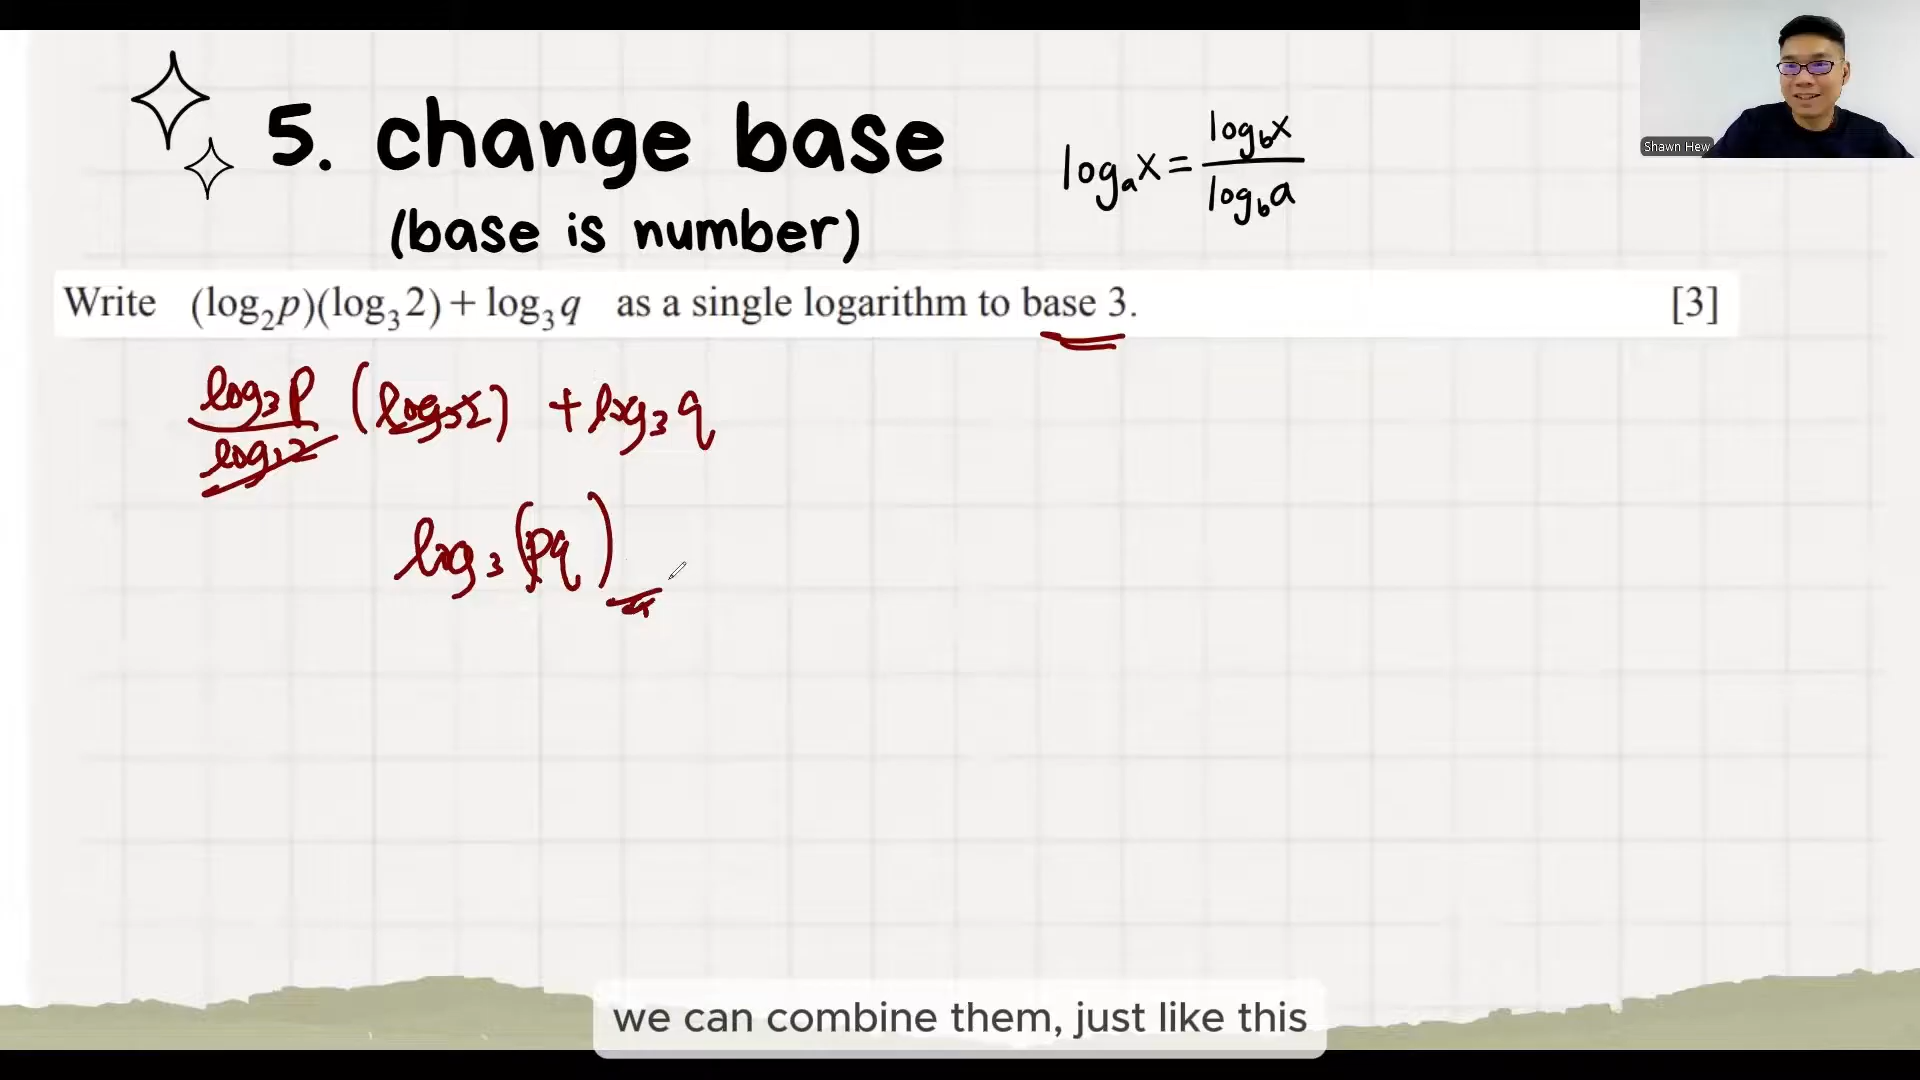 5. change base
(base is number)
logₐx = log_b x / log_b a
Shawn Hew
Write (log₂p)(log₃2) + log₃q as a single logarithm to base 3. [3]
log₃p / log₃2 (log₃2) + log₃q
log₃(pq)
we can combine them, just like this